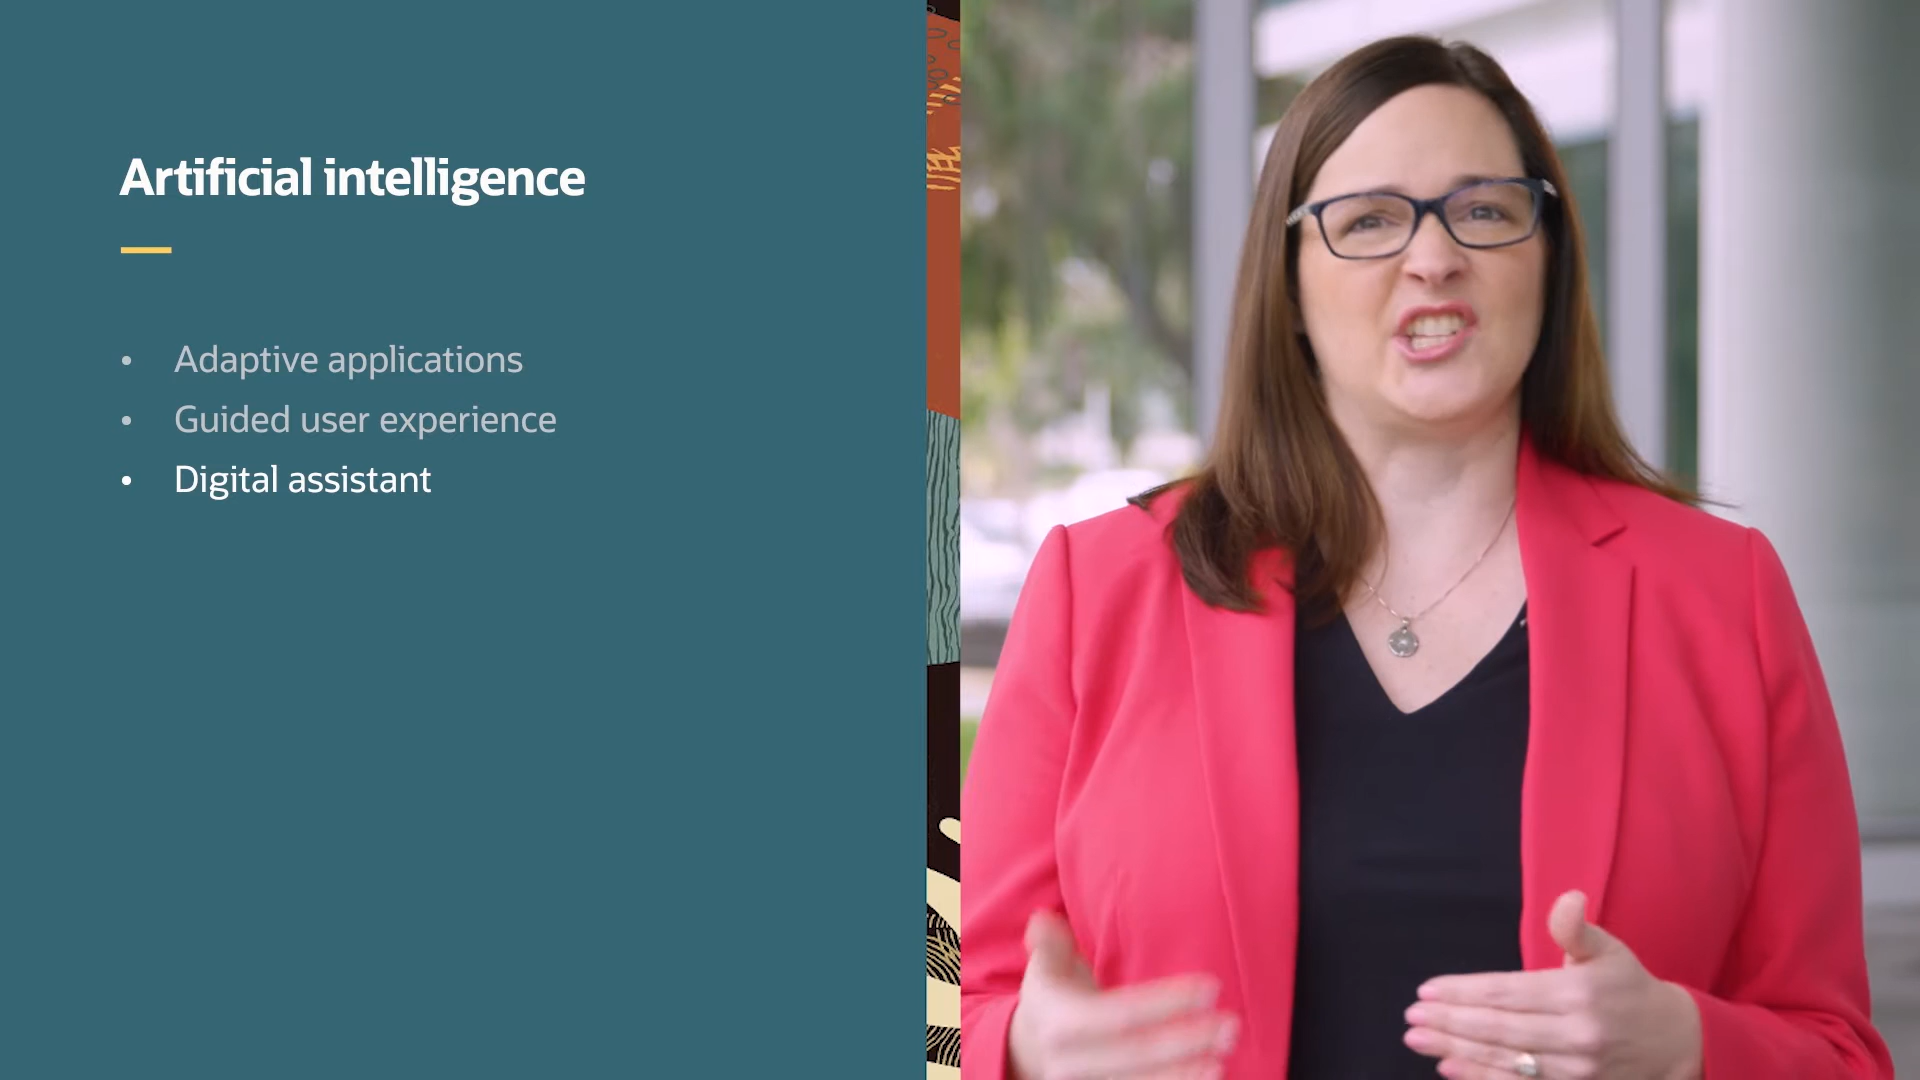 Artificial intelligence
• Adaptive applications
• Guided user experience
• Digital assistant